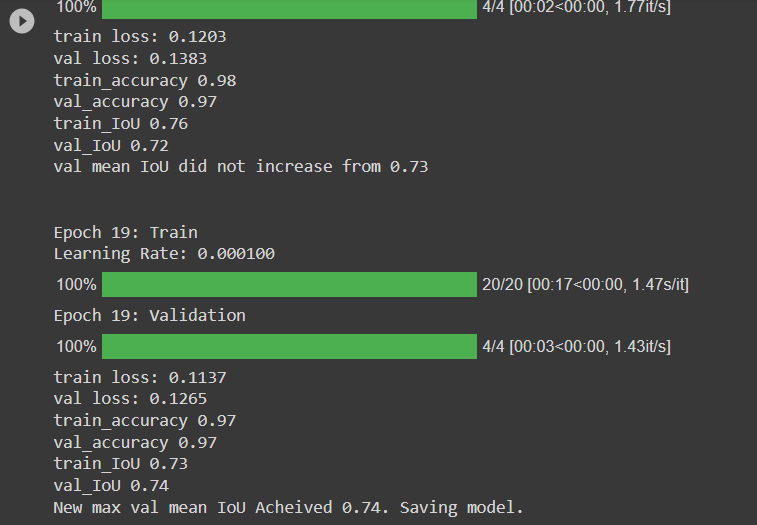 100% 4/4 [00:02<00:00, 1.77it/s]
train loss: 0.1203
val loss: 0.1383
train_accuracy 0.98
val_accuracy 0.97
train_IoU 0.76
val_IoU 0.72
val mean IoU did not increase from 0.73
Epoch 19: Train
Learning Rate: 0.000100
100% 20/20 [00:17<00:00, 1.47s/it]
Epoch 19: Validation
100% 4/4 [00:03<00:00, 1.43it/s]
train loss: 0.1137
val loss: 0.1265
train_accuracy 0.97
val_accuracy 0.97
train_IoU 0.73
val_IoU 0.74
New max val mean IoU Acheived 0.74. Saving model.